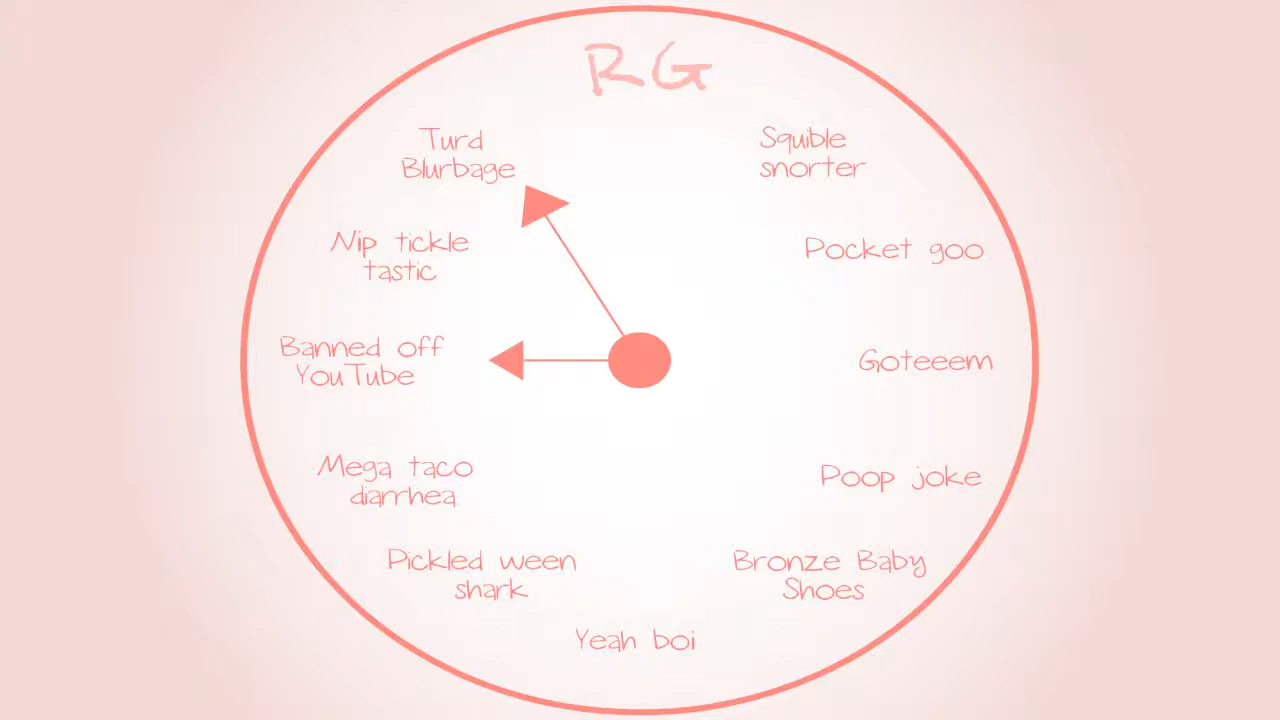 RG
Turd
Blurbage
Squible
snorter
Nip tickle
tastic
Pocket goo
Banned off
YouTube
Goteeem
Mega taco
diarrhea
Poop joke
Pickled ween
shark
Bronze Baby
Shoes
Yeah boi